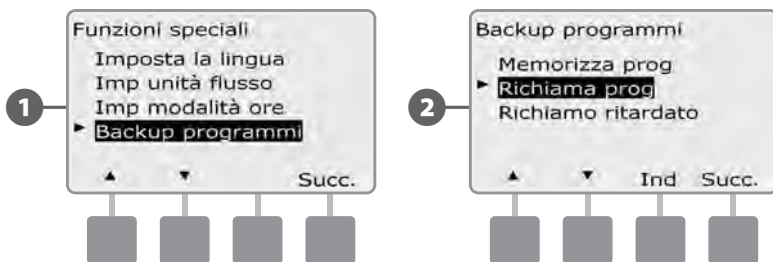 1
Funzioni speciali
Imposta la lingua
Imp unità flusso
Imp modalità ore
Backup programmi
Succ.
2
Backup programmi
Memorizza prog
Richiama prog
Richiamo ritardato
Ind Succ.